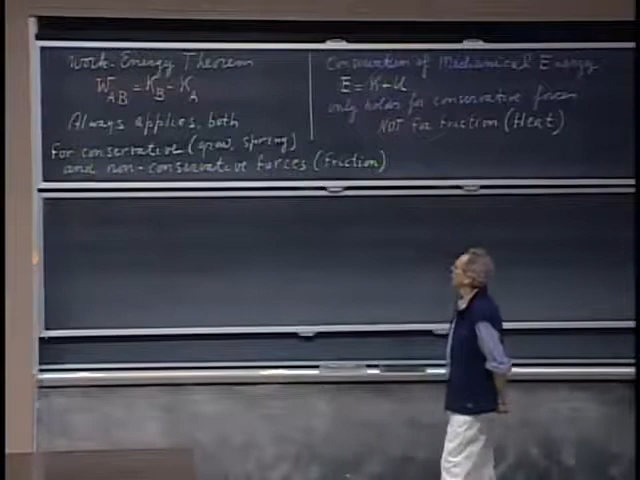 Work-Energy Theorem
W_AB = K_B - K_A
Always applies, both
for conservative (grav, spring)
and non-conservative forces (friction)
Conservation of Mechanical Energy
E = K+U
only holds for conservative forces
NOT for friction (Heat)